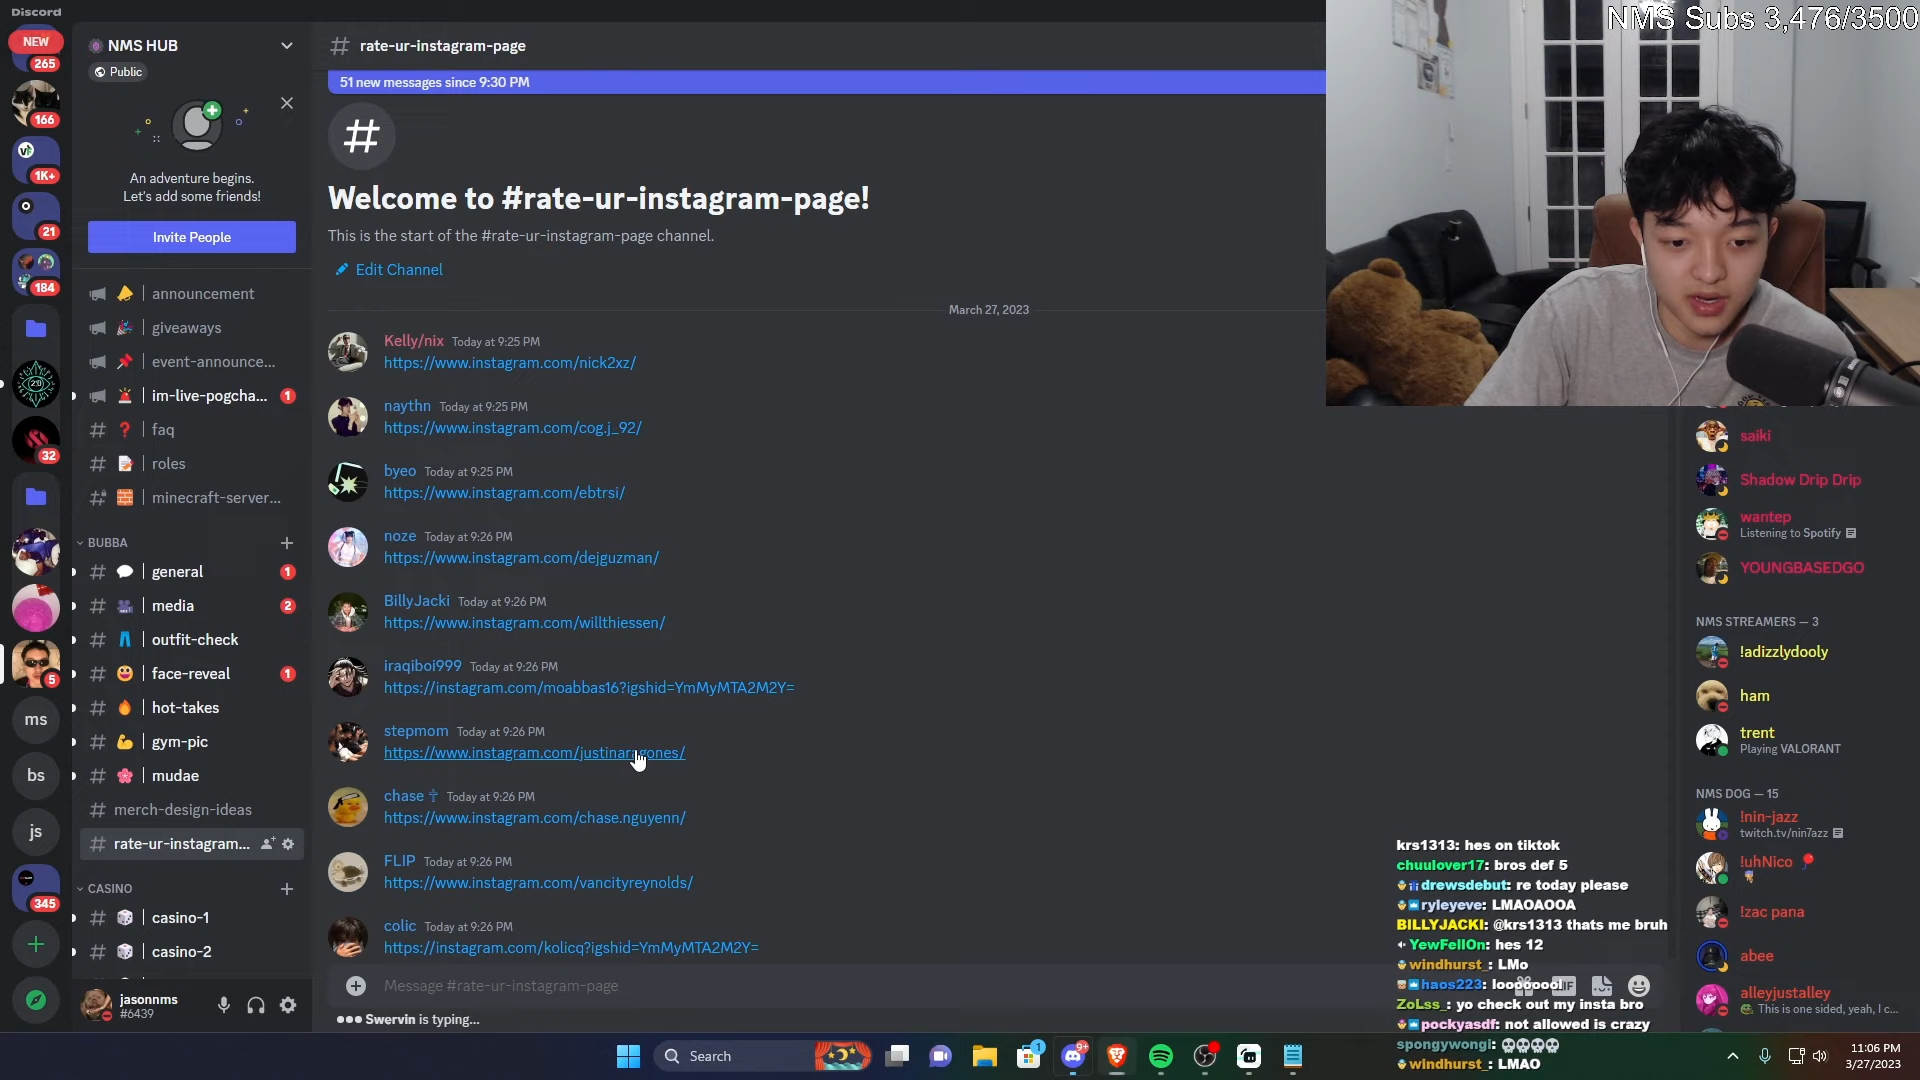 Discord
NEW
265
166
1K+
21
184
32
5
ms
bs
js
345
NMS HUB
Public
An adventure begins.
Let's add some friends!
Invite People
announcement
giveaways
event-announce...
im-live-pogcha...
1
faq
roles
minecraft-server...
BUBBA
general
1
media
2
outfit-check
face-reveal
1
hot-takes
gym-pic
mudae
merch-design-ideas
rate-ur-instagram...
CASINO
casino-1
casino-2
jasonnms
#6439
rate-ur-instagram-page
51 new messages since 9:30 PM
Welcome to #rate-ur-instagram-page!
This is the start of the #rate-ur-instagram-page channel.
Edit Channel
March 27, 2023
Kelly/nix Today at 9:25 PM
https://www.instagram.com/nick2xz/
naythn Today at 9:25 PM
https://www.instagram.com/cog.j_92/
byeo Today at 9:25 PM
https://www.instagram.com/ebtrsi/
noze Today at 9:26 PM
https://www.instagram.com/dejguzman/
BillyJacki Today at 9:26 PM
https://www.instagram.com/willthiessen/
iraqiboi999 Today at 9:26 PM
https://instagram.com/moabbas16?igshid=YmMyMTA2M2Y=
stepmom Today at 9:26 PM
https://www.instagram.com/justinaragones/
chase ✝ Today at 9:26 PM
https://www.instagram.com/chase.nguyenn/
FLIP Today at 9:26 PM
https://www.instagram.com/vancityreynolds/
colic Today at 9:26 PM
https://instagram.com/kolicq?igshid=YmMyMTA2M2Y=
Message #rate-ur-instagram-page
Swervin is typing...
NMS Subs 3,476/3500
saiki
Shadow Drip Drip
wantep
Listening to Spotify
YOUNGBASEDGO
NMS STREAMERS — 3
!adizzlydooly
ham
trent
Playing VALORANT
NMS DOG — 15
!nin-jazz
twitch.tv/nin7azz
!uhNico
!zac pana
abee
alleyjustalley
This is one sided, yeah, I c...
krs1313: hes on tiktok
chuulover17: bros def 5
drewsdebut: re today please
ryleyeve: LMAOAOOA
BILLYJACKI: @krs1313 thats me bruh
YewFellOn: hes 12
windhurst_: LMo
haos223: looooool
ZoLss_: yo check out my insta bro
pockyasdf: not allowed is crazy
spongywongi: 💀💀💀💀
windhurst_: LMAO
Search
1
9+
11:06 PM
3/27/2023